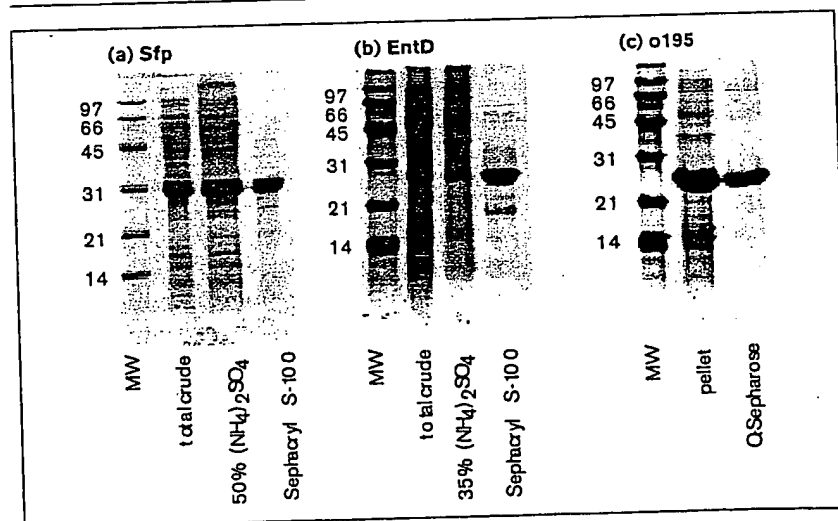 (a) Sfp
97
66
45
31
21
14
MW
total crude
50% (NH4)2SO4
Sephacryl S-100
(b) EntD
97
66
45
31
21
14
MW
total crude
35% (NH4)2SO4
Sephacryl S-100
(c) o195
97
66
45
31
21
14
MW
pellet
Q-Sepharose